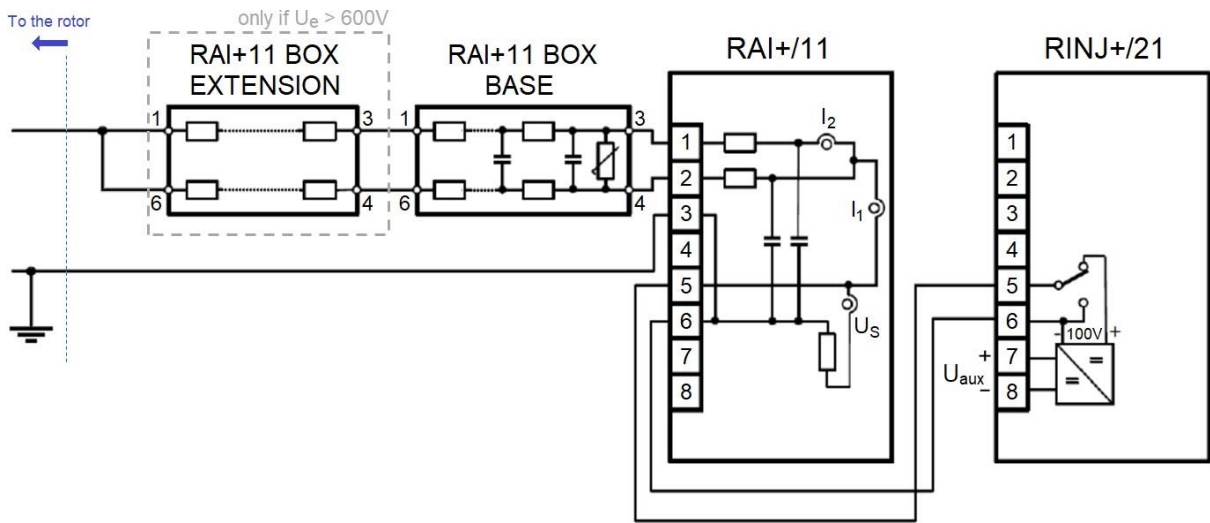 To the rotor
only if Ue > 600V
RAI+11 BOX
EXTENSION
RAI+11 BOX
BASE
RAI+/11
RINJ+/21
1
3
6
4
1
3
6
4
1
2
3
4
5
6
7
8
I2
I1
US
1
2
3
4
5
6
7
8
- 100V +
+
Uaux
−
=
=